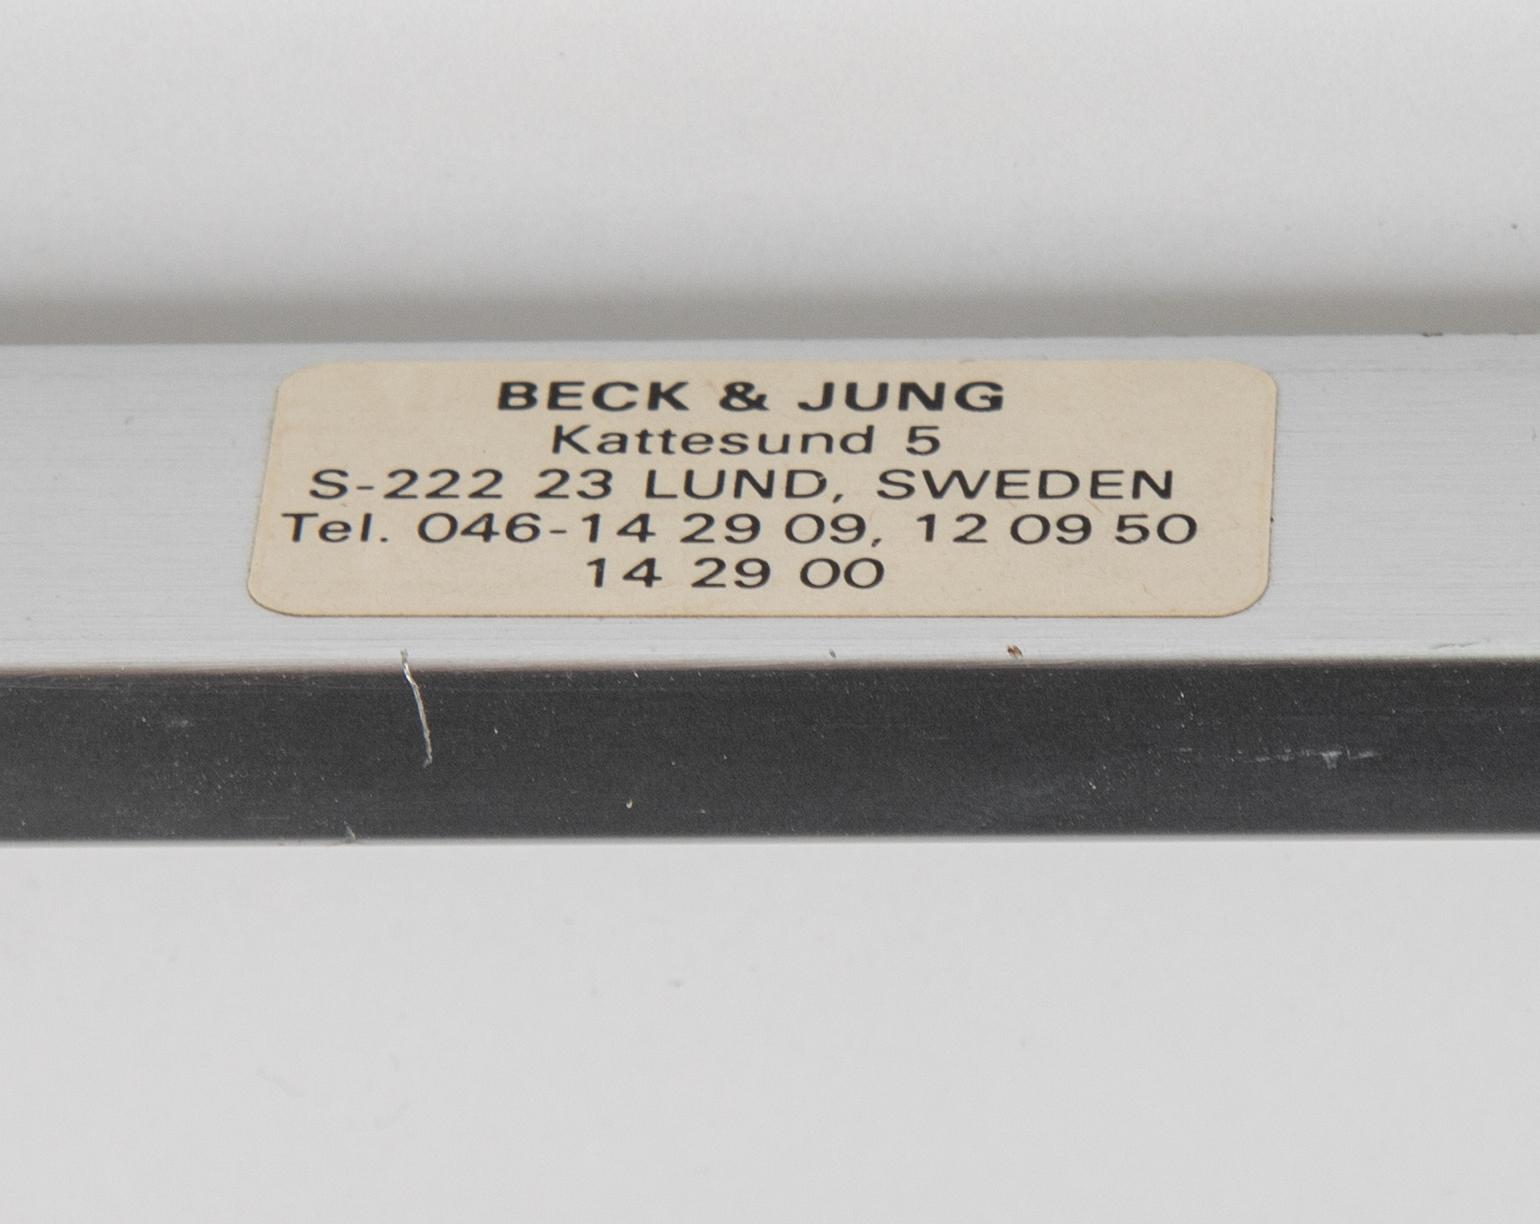 BECK & JUNG
Kattesund 5
S-222 23 LUND, SWEDEN
Tel. 046-14 29 09, 12 09 50
14 29 00